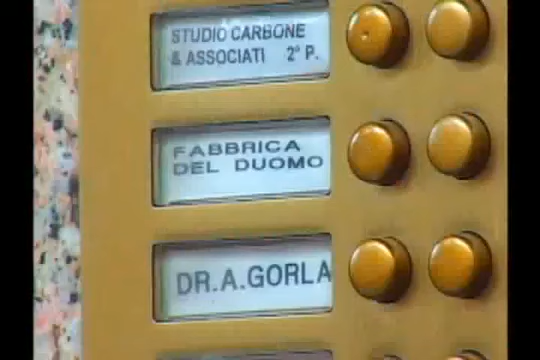 STUDIO CARBONE
& ASSOCIATI 2° P.
FABBRICA
DEL DUOMO
DR.A.GORLA